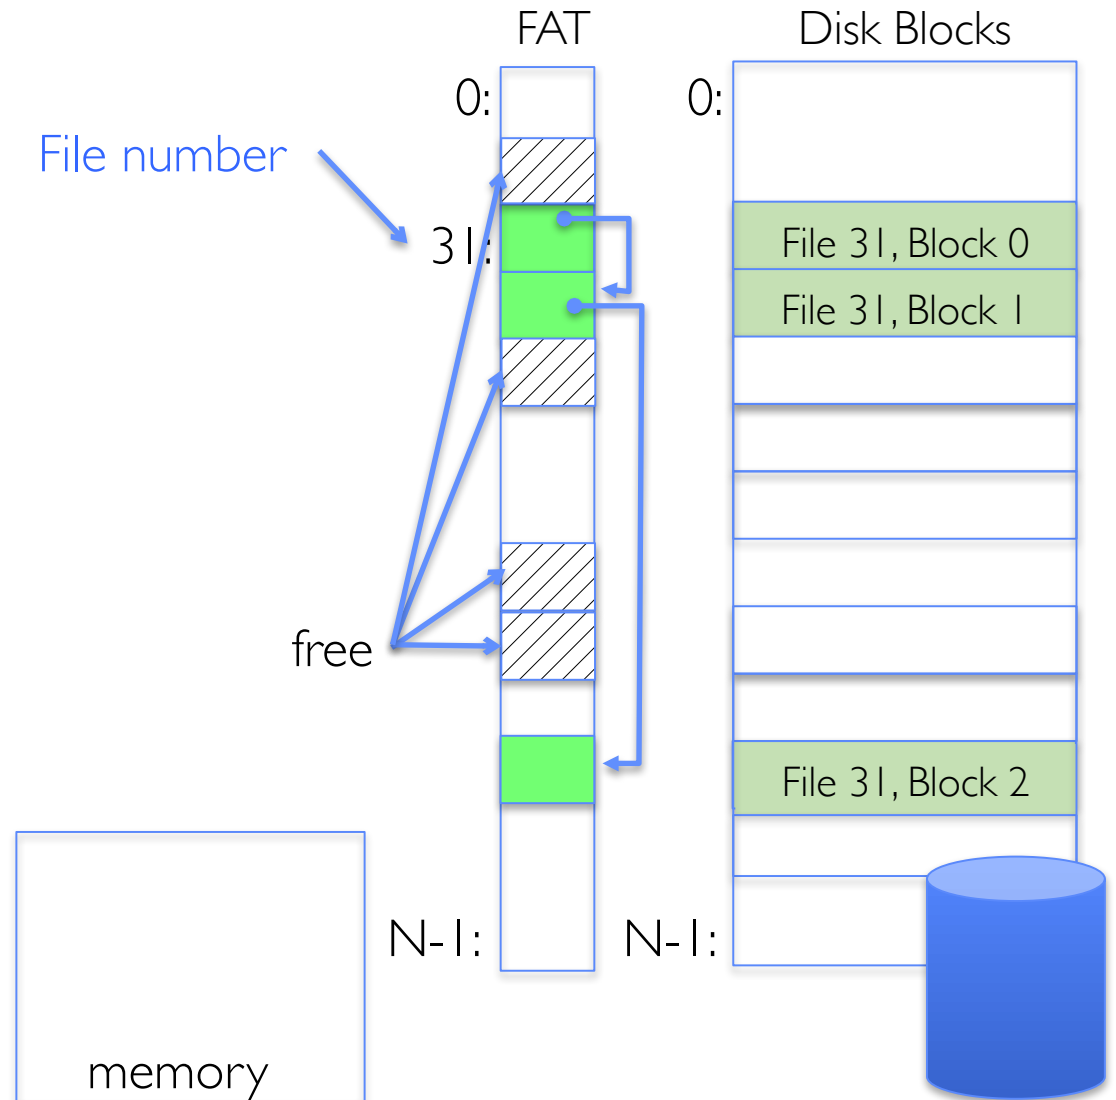 FAT
Disk Blocks
0:
0:
File number
31:
File 31, Block 0
File 31, Block 1
free
File 31, Block 2
N-1:
N-1:
memory